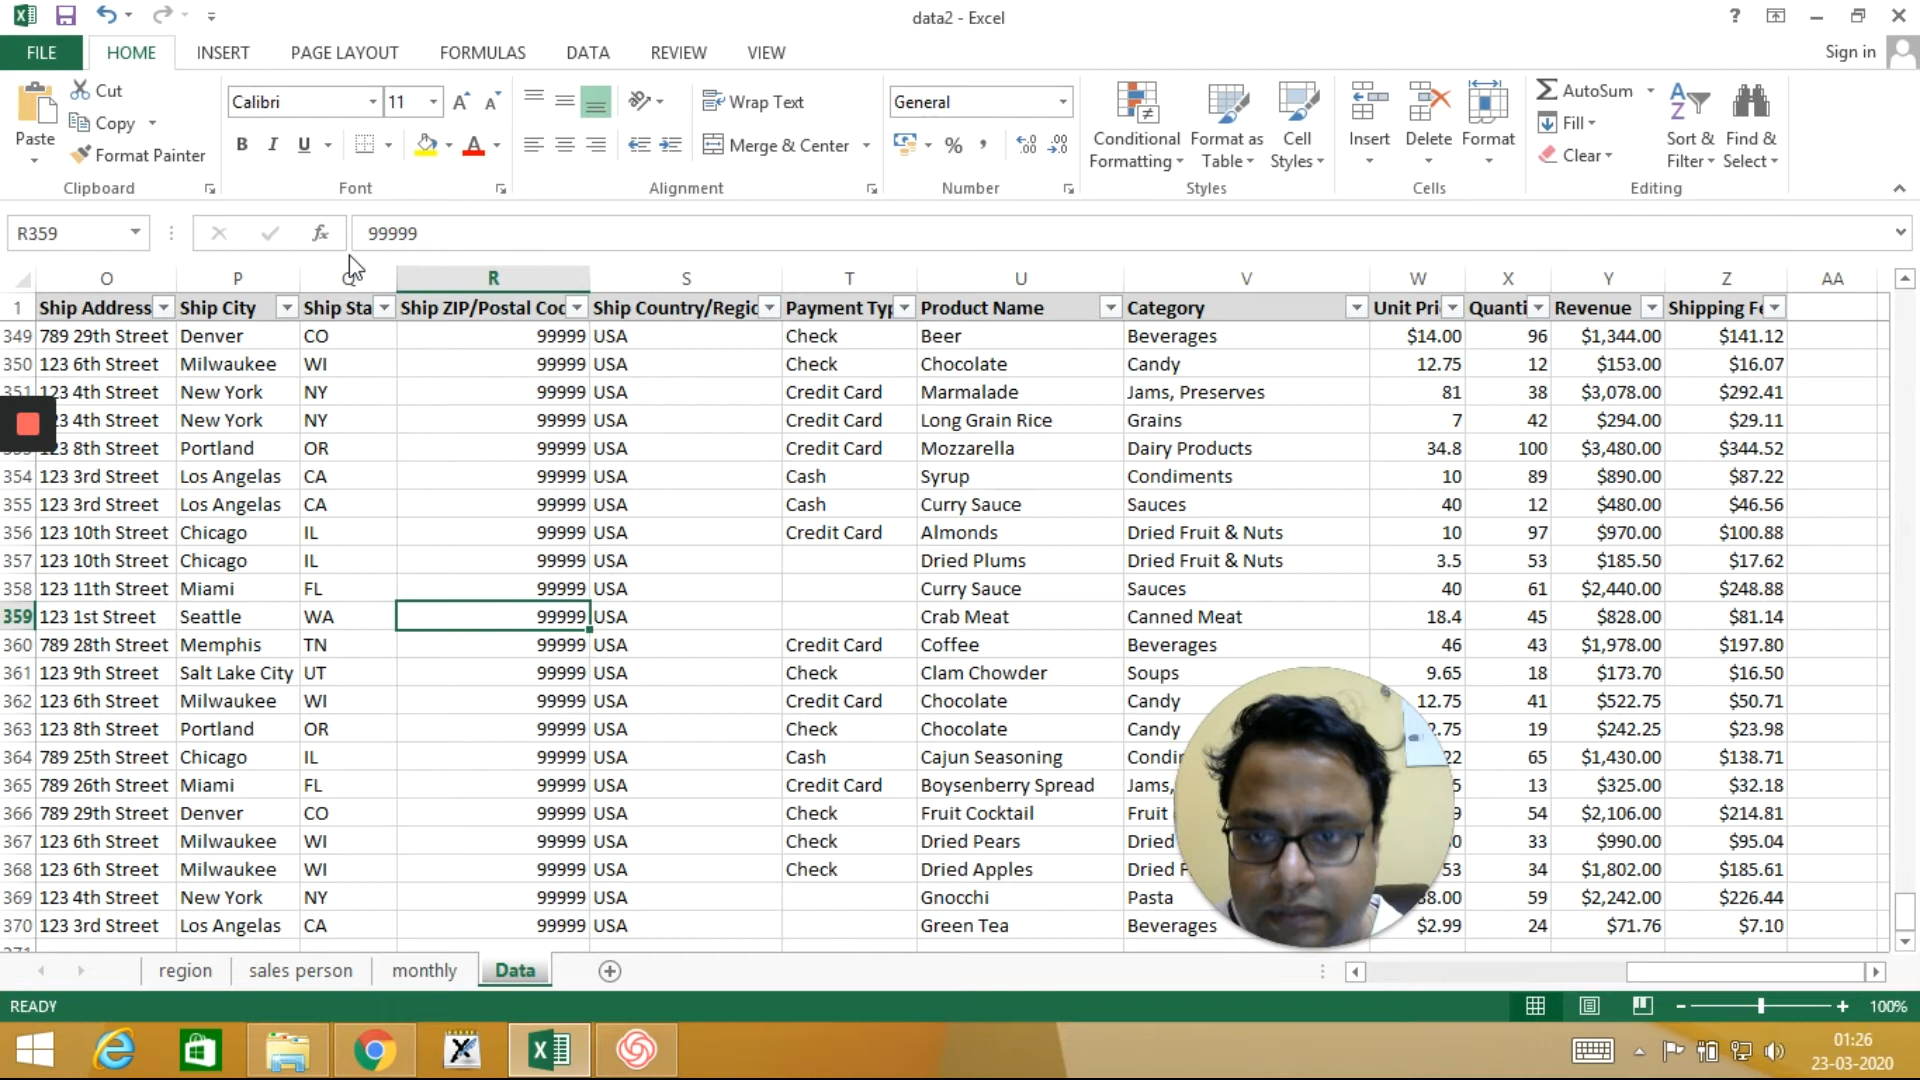 data2 - Excel
FILE HOME INSERT PAGE LAYOUT FORMULAS DATA REVIEW VIEW Sign in
Paste Cut Copy Format Painter Clipboard
Calibri 11 Font
Wrap Text Merge & Center Alignment
General Number
Conditional Formatting Format as Table Cell Styles Styles
Insert Delete Format Cells
AutoSum Fill Clear Sort & Filter Find & Select Editing
R359 fx 99999
O P R S T U V W X Y Z AA
1 Ship Address Ship City Ship Sta Ship ZIP/Postal Cod Ship Country/Regic Payment Typ Product Name Category Unit Pri Quanti Revenue Shipping Fe
349 789 29th Street Denver CO 99999 USA Check Beer Beverages $14.00 96 $1,344.00 $141.12
350 123 6th Street Milwaukee WI 99999 USA Check Chocolate Candy 12.75 12 $153.00 $16.07
351 123 4th Street New York NY 99999 USA Credit Card Marmalade Jams, Preserves 81 38 $3,078.00 $292.41
4th Street New York NY 99999 USA Credit Card Long Grain Rice Grains 7 42 $294.00 $29.11
123 8th Street Portland OR 99999 USA Credit Card Mozzarella Dairy Products 34.8 100 $3,480.00 $344.52
354 123 3rd Street Los Angelas CA 99999 USA Cash Syrup Condiments 10 89 $890.00 $87.22
355 123 3rd Street Los Angelas CA 99999 USA Cash Curry Sauce Sauces 40 12 $480.00 $46.56
356 123 10th Street Chicago IL 99999 USA Credit Card Almonds Dried Fruit & Nuts 10 97 $970.00 $100.88
357 123 10th Street Chicago IL 99999 USA Dried Plums Dried Fruit & Nuts 3.5 53 $185.50 $17.62
358 123 11th Street Miami FL 99999 USA Curry Sauce Sauces 40 61 $2,440.00 $248.88
359 123 1st Street Seattle WA 99999 USA Crab Meat Canned Meat 18.4 45 $828.00 $81.14
360 789 28th Street Memphis TN 99999 USA Credit Card Coffee Beverages 46 43 $1,978.00 $197.80
361 123 9th Street Salt Lake City UT 99999 USA Check Clam Chowder Soups 9.65 18 $173.70 $16.50
362 123 6th Street Milwaukee WI 99999 USA Credit Card Chocolate Candy 12.75 41 $522.75 $50.71
363 123 8th Street Portland OR 99999 USA Check Chocolate Candy 2.75 19 $242.25 $23.98
364 789 25th Street Chicago IL 99999 USA Cash Cajun Seasoning 22 65 $1,430.00 $138.71
365 789 26th Street Miami FL 99999 USA Credit Card Boysenberry Spread Jams, 5 13 $325.00 $32.18
366 789 29th Street Denver CO 99999 USA Check Fruit Cocktail Fruit 9 54 $2,106.00 $214.81
367 123 6th Street Milwaukee WI 99999 USA Check Dried Pears Dried 0 33 $990.00 $95.04
368 123 6th Street Milwaukee WI 99999 USA Check Dried Apples Dried F 53 34 $1,802.00 $185.61
369 123 4th Street New York NY 99999 USA Gnocchi Pasta 38.00 59 $2,242.00 $226.44
370 123 3rd Street Los Angelas CA 99999 USA Green Tea Beverages $2.99 24 $71.76 $7.10
region sales person monthly Data
READY 100%
01:26
23-03-2020